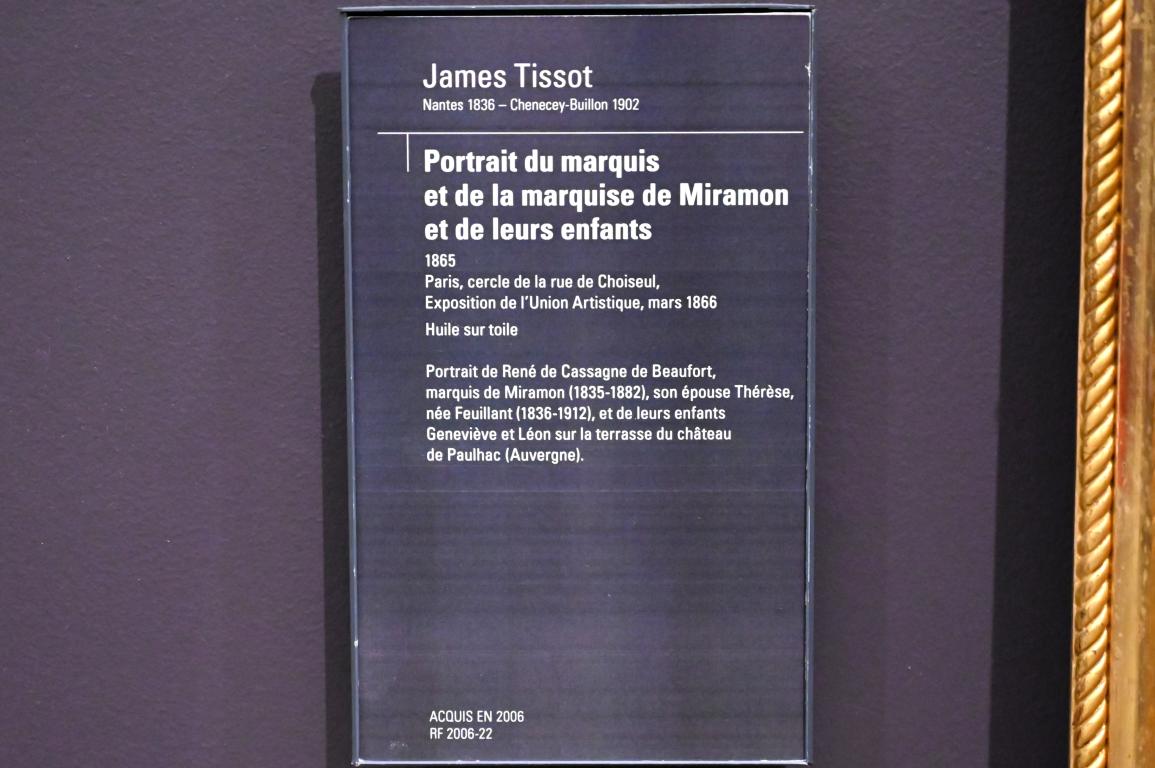 James Tissot
Nantes 1836 – Chenecey-Buillon 1902
Portrait du marquis
et de la marquise de Miramon
et de leurs enfants
1865
Paris, cercle de la rue de Choiseul,
Exposition de l'Union Artistique, mars 1866
Huile sur toile
Portrait de René de Cassagne de Beaufort,
marquis de Miramon (1835-1882), son épouse Thérèse,
née Feuillant (1836-1912), et de leurs enfants
Geneviève et Léon sur la terrasse du château
de Paulhac (Auvergne).
ACQUIS EN 2006
RF 2006-22